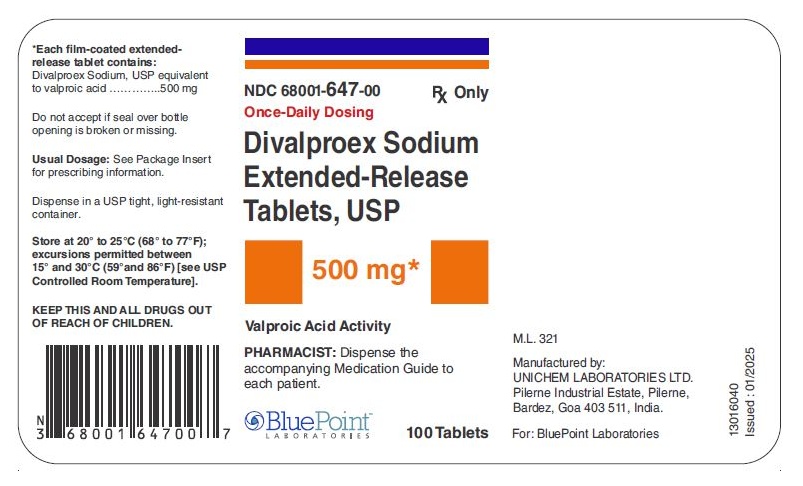 *Each film-coated extended-
release tablet contains:
Divalproex Sodium, USP equivalent
to valproic acid .............500 mg
Do not accept if seal over bottle
opening is broken or missing.
Usual Dosage: See Package Insert
for prescribing information.
Dispense in a USP tight, light-resistant
container.
Store at 20° to 25°C (68° to 77°F);
excursions permitted between
15° and 30°C (59°and 86°F) [see USP
Controlled Room Temperature].
KEEP THIS AND ALL DRUGS OUT
OF REACH OF CHILDREN.
N
3 68001 64700 7
NDC 68001-647-00 Rx Only
Once-Daily Dosing
Divalproex Sodium
Extended-Release
Tablets, USP
500 mg*
Valproic Acid Activity
PHARMACIST: Dispense the
accompanying Medication Guide to
each patient.
BluePoint™
LABORATORIES
100 Tablets
M.L. 321
Manufactured by:
UNICHEM LABORATORIES LTD.
Pilerne Industrial Estate, Pilerne,
Bardez, Goa 403 511, India.
For: BluePoint Laboratories
13016040
Issued : 01/2025